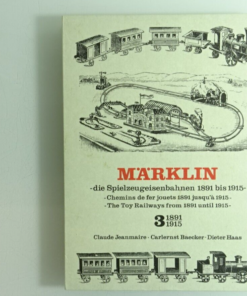 MÄRKLIN
-die Spielzeugeisenbahnen 1891 bis 1915-
-Chemins de fer jouets 1891 jusqu'à 1915-
-The Toy Railways from 1891 until 1915-
3 1891
1915
Claude Jeanmaire · Carlernst Baecker · Dieter Haas